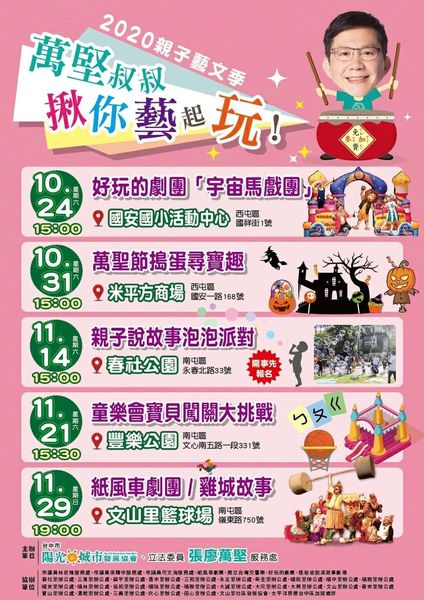 2020親子藝文季
萬堅叔叔
揪你藝起玩!
免費
參加
10.24
星期六
15:00
好玩的劇團「宇宙馬戲團」
國安國小活動中心
西屯區
國祥街1號
10.31
星期六
15:00
萬聖節搗蛋尋寶趣
米平方商場
西屯區
國安一路168號
11.14
星期六
15:00
親子說故事泡泡派對
春社公園
南屯區
永春北路33號
需事先
報名
11.21
星期六
15:30
童樂會寶貝闖關大挑戰
豐樂公園
南屯區
文心南五路一段331號
ㄅㄆㄍ
11.29
星期日
19:00
紙風車劇團/雞城故事
文山里籃球場
南屯區
嶺東路750號
主辦
單位
台中市
陽光城市發展協會、立法委員 張廖萬堅 服務處
協辦
單位